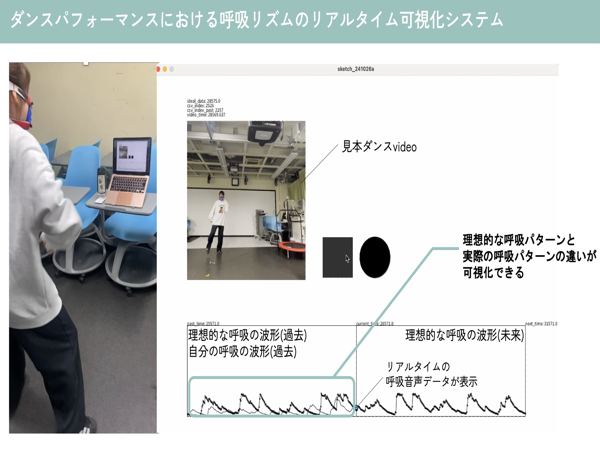 ダンスパフォーマンスにおける呼吸リズムのリアルタイム可視化システム
sketch_241026a
見本ダンスvideo
理想的な呼吸パターンと
実際の呼吸パターンの違いが
可視化できる
理想的な呼吸の波形(過去)
自分の呼吸の波形(過去)
理想的な呼吸の波形(未来)
リアルタイムの
呼吸音声データが表示